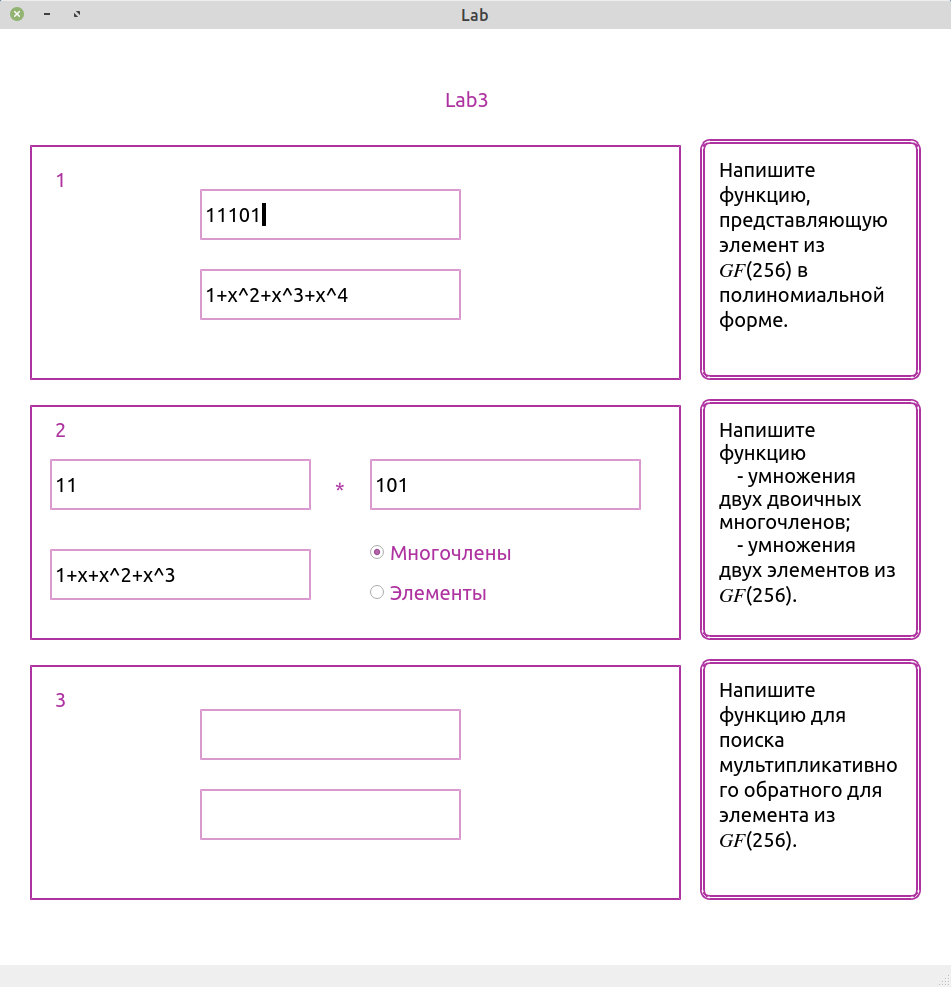 Lab
Lab3
1
11101
1+x^2+x^3+x^4
Напишите
функцию,
представляющую
элемент из
GF(256) в
полиномиальной
форме.
2
11
*
101
1+x+x^2+x^3
Многочлены
Элементы
Напишите
функцию
- умножения
двух двоичных
многочленов;
- умножения
двух элементов из
GF(256).
3
Напишите
функцию для
поиска
мультипликативно
го обратного для
элемента из
GF(256).